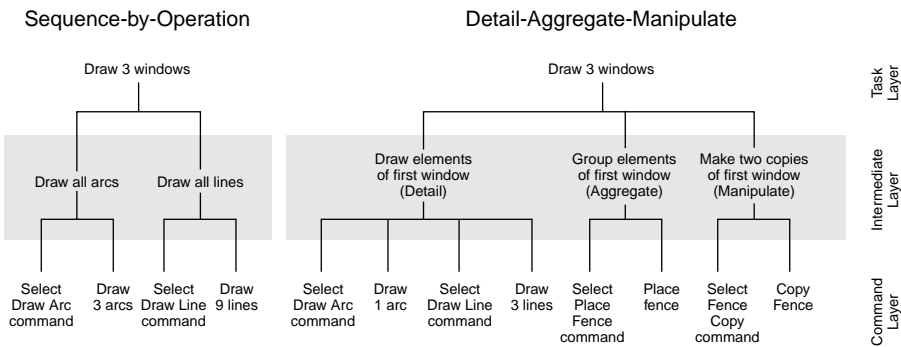 Sequence-by-Operation
Detail-Aggregate-Manipulate
Draw 3 windows
Draw 3 windows
Task
Layer
Draw all arcs
Draw all lines
Draw elements
of first window
(Detail)
Group elements
of first window
(Aggregate)
Make two copies
of first window
(Manipulate)
Intermediate
Layer
Select
Draw Arc
command
Draw
3 arcs
Select
Draw Line
command
Draw
9 lines
Select
Draw Arc
command
Draw
1 arc
Select
Draw Line
command
Draw
3 lines
Select
Place
Fence
command
Place
fence
Select
Fence
Copy
command
Copy
Fence
Command
Layer